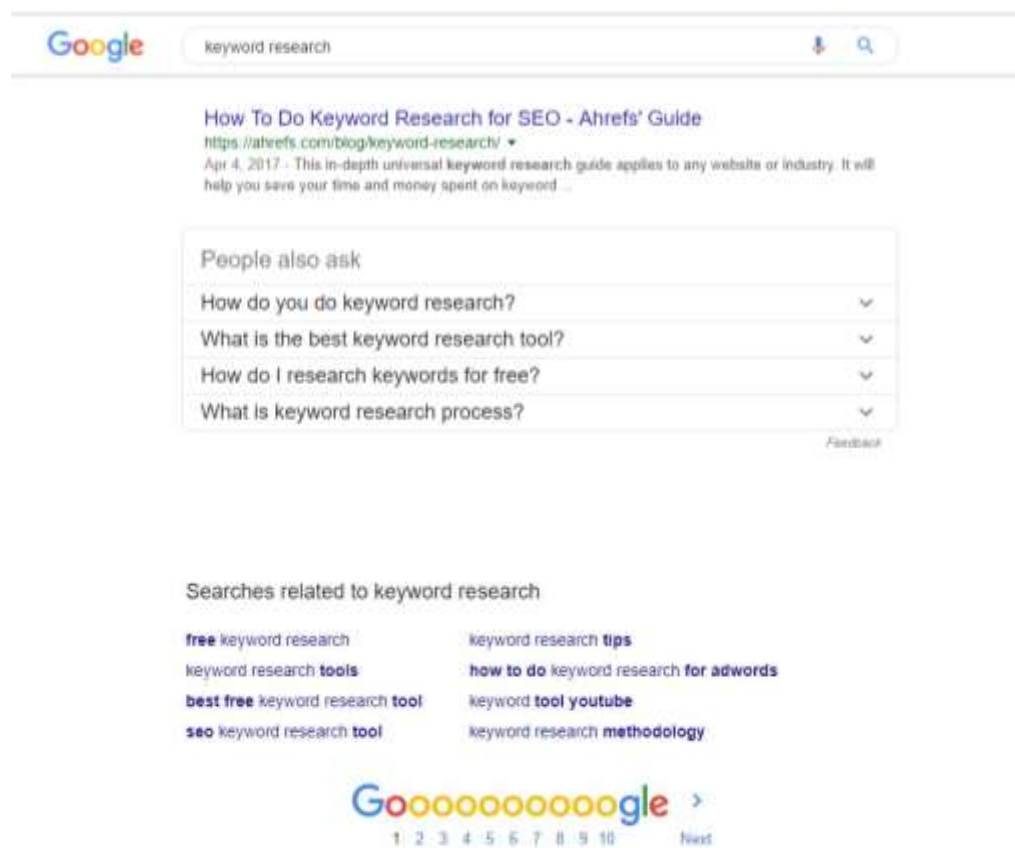 Google
keyword research
How To Do Keyword Research for SEO - Ahrefs' Guide
https://ahrefs.com/blog/keyword-research/
Apr 4, 2017 - This in-depth universal keyword research guide applies to any website or industry. It will
help you save your time and money spent on keyword ...
People also ask
How do you do keyword research?
What is the best keyword research tool?
How do I research keywords for free?
What is keyword research process?
Feedback
Searches related to keyword research
free keyword research
keyword research tips
keyword research tools
how to do keyword research for adwords
best free keyword research tool
keyword tool youtube
seo keyword research tool
keyword research methodology
Goooooooooogle >
1 2 3 4 5 6 7 8 9 10 Next